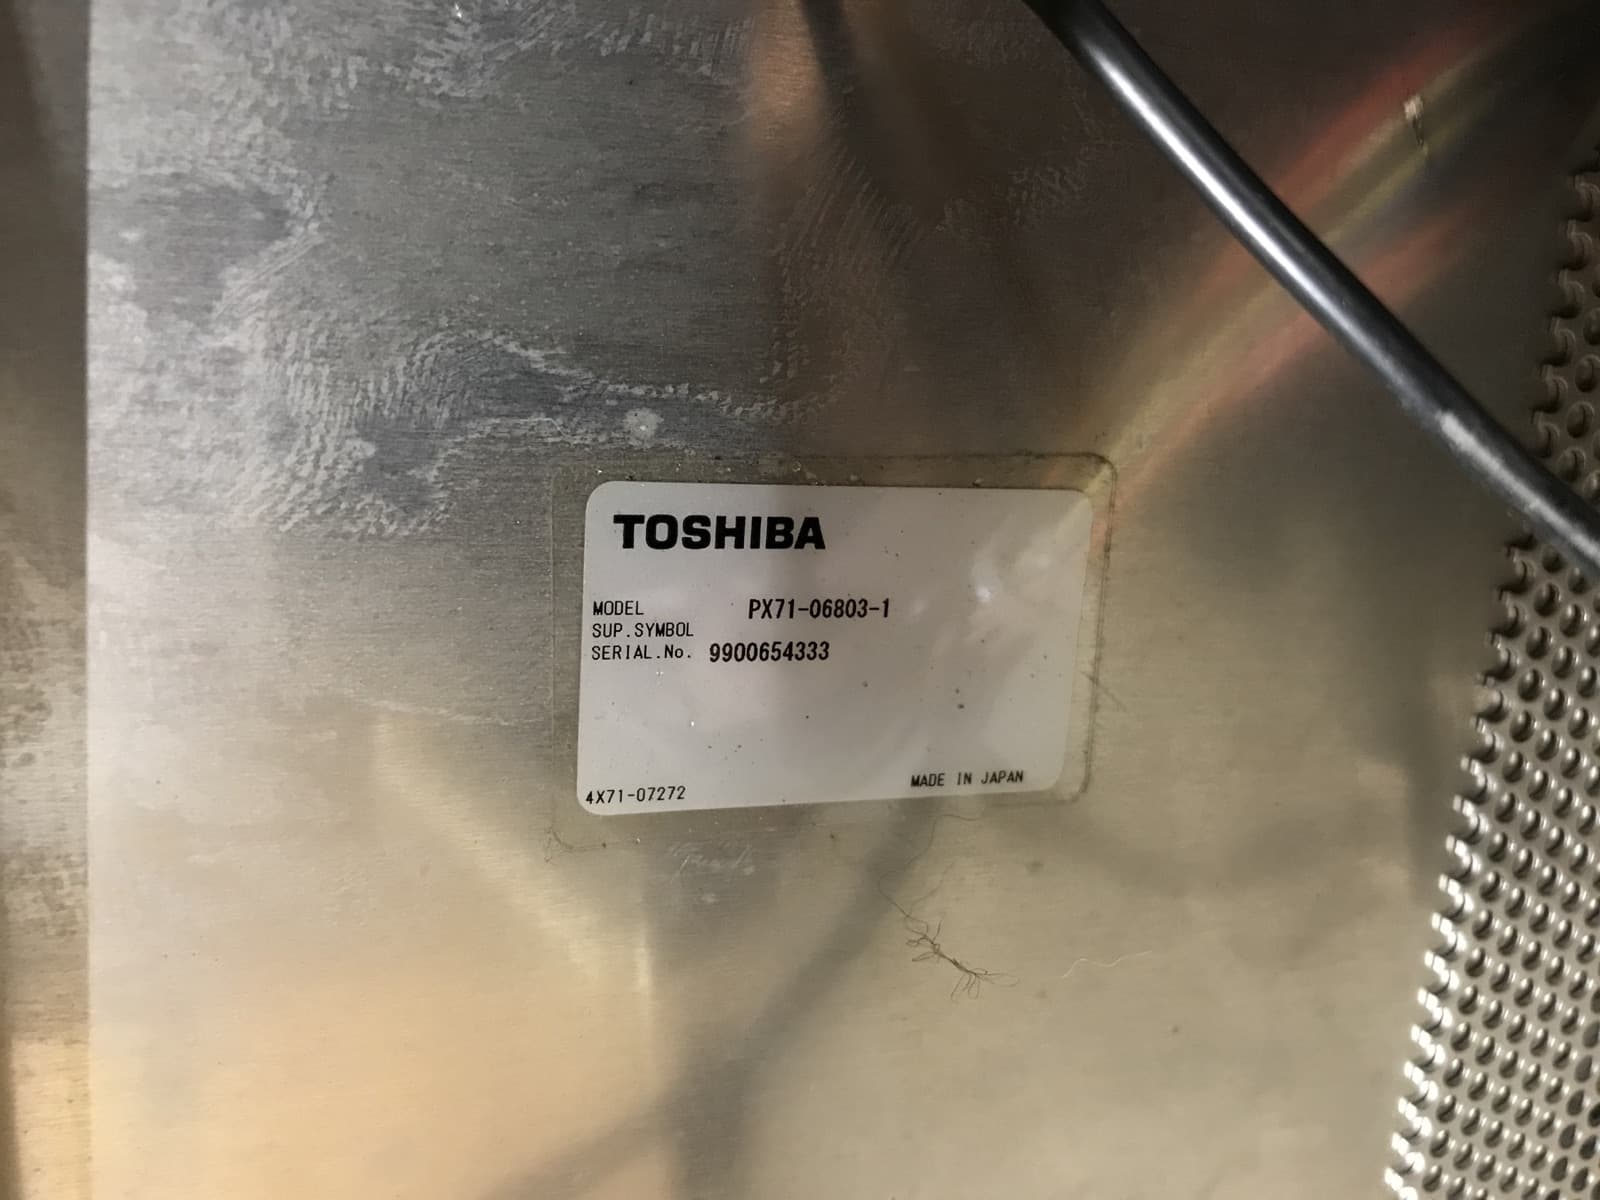 TOSHIBA
MODEL PX71-06803-1
SUP.SYMBOL
SERIAL.No. 9900654333
4X71-07272 MADE IN JAPAN